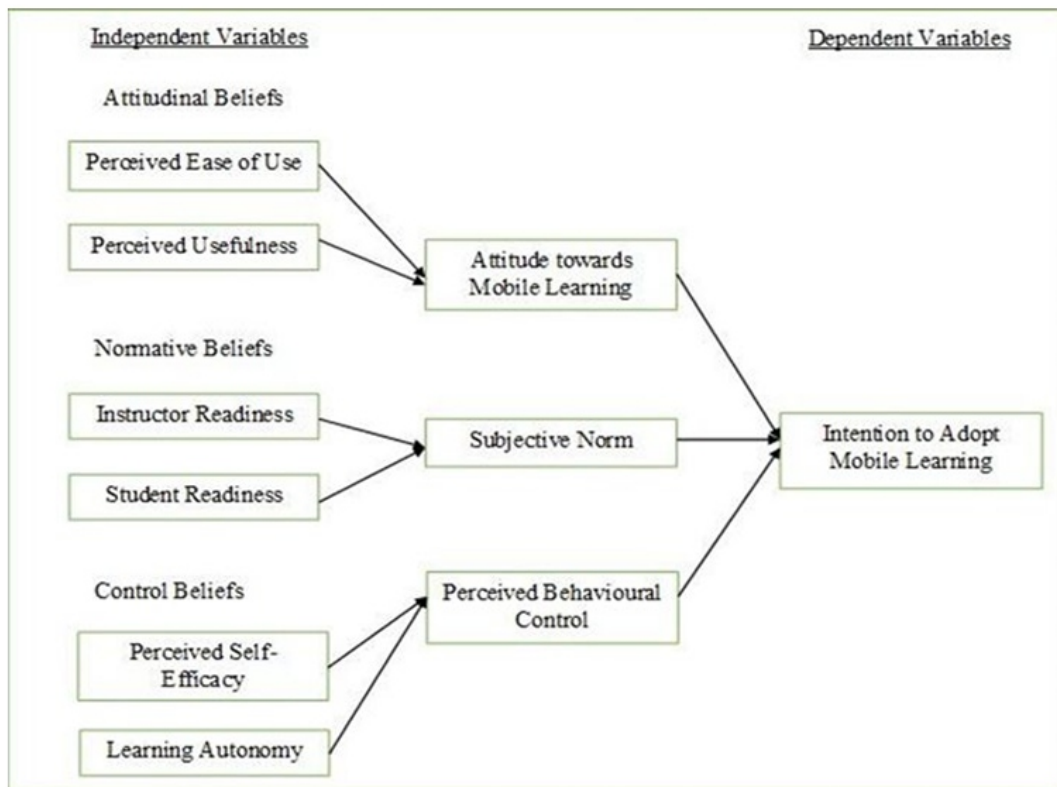 Independent Variables
Dependent Variables
Attitudinal Beliefs
Perceived Ease of Use
Perceived Usefulness
Attitude towards
Mobile Learning
Normative Beliefs
Instructor Readiness
Student Readiness
Subjective Norm
Intention to Adopt
Mobile Learning
Control Beliefs
Perceived Self-
Efficacy
Learning Autonomy
Perceived Behavioural
Control